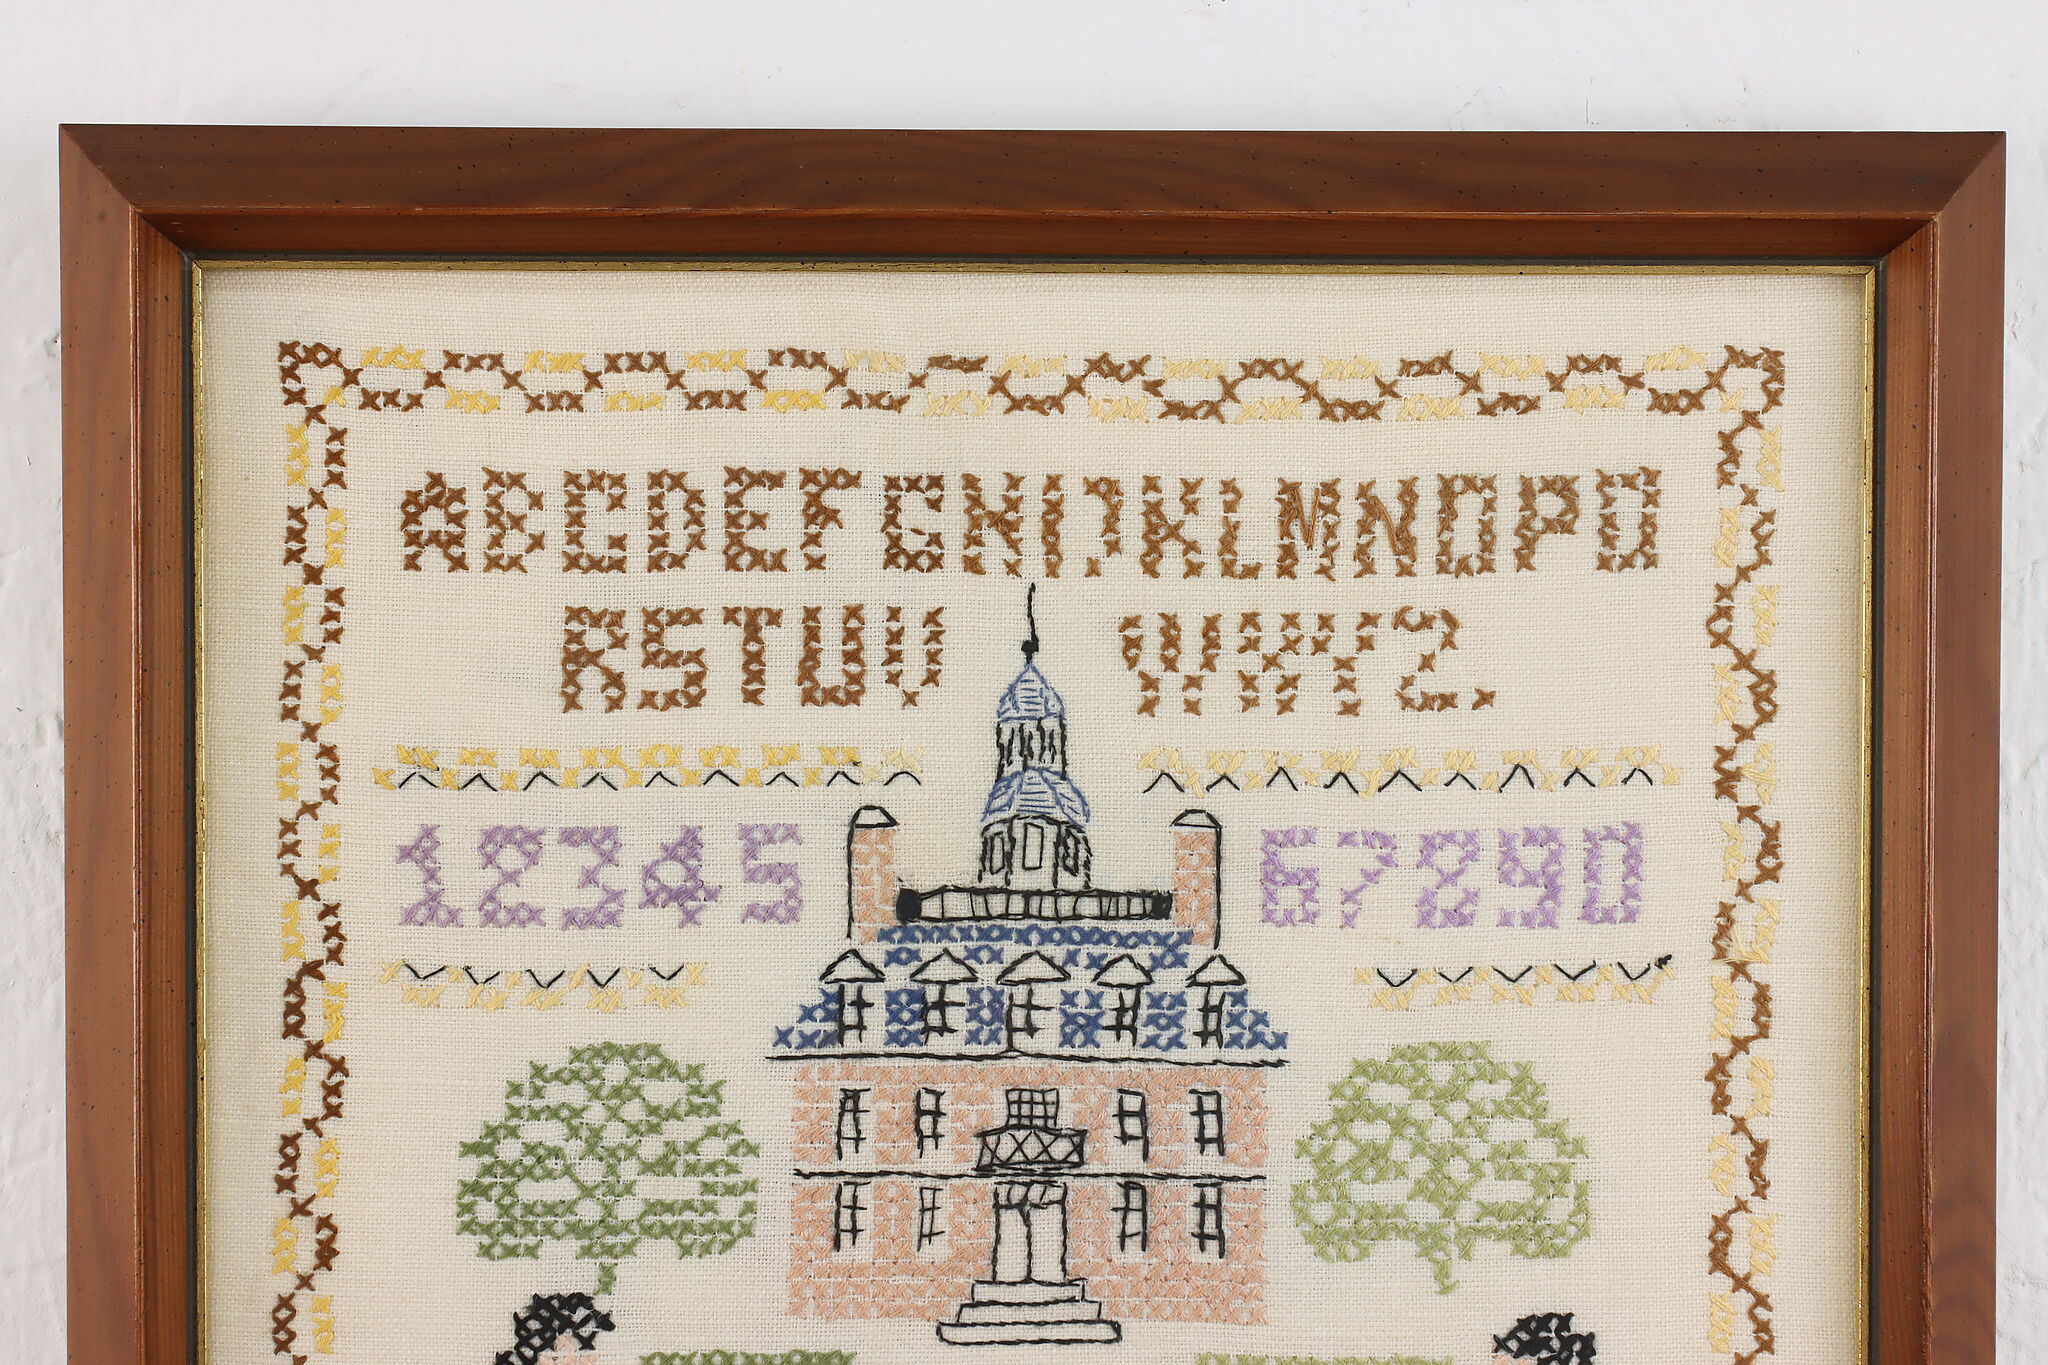 ABCDEFGHIJKLMNOPQ
RSTUV WXYZ
12345 67890